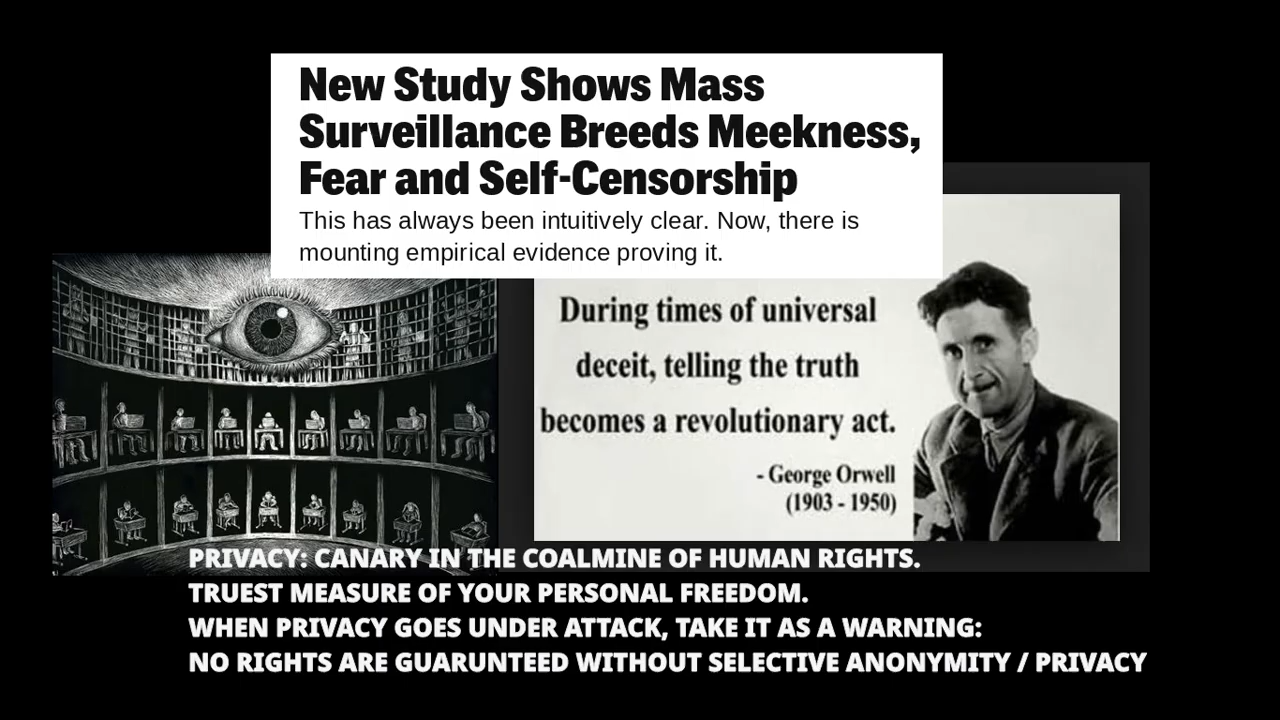 New Study Shows Mass
Surveillance Breeds Meekness,
Fear and Self-Censorship
This has always been intuitively clear. Now, there is
mounting empirical evidence proving it.
During times of universal
deceit, telling the truth
becomes a revolutionary act.
- George Orwell
(1903 - 1950)
PRIVACY: CANARY IN THE COALMINE OF HUMAN RIGHTS.
TRUEST MEASURE OF YOUR PERSONAL FREEDOM.
WHEN PRIVACY GOES UNDER ATTACK, TAKE IT AS A WARNING:
NO RIGHTS ARE GUARUNTEED WITHOUT SELECTIVE ANONYMITY / PRIVACY